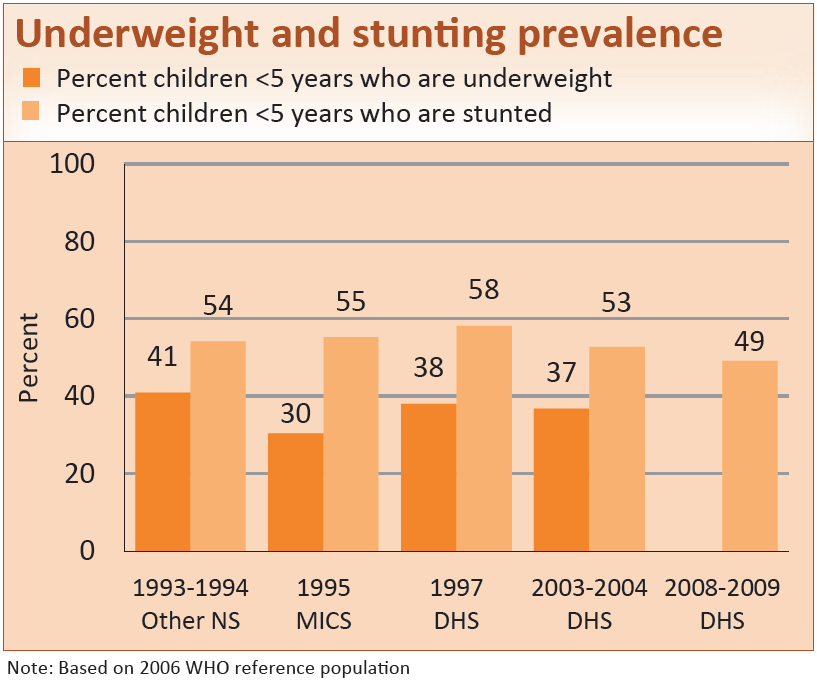 Underweight and stunting prevalence
Percent children <5 years who are underweight
Percent children <5 years who are stunted
Percent
100
80
60
40
20
0
41
54
30
55
38
58
37
53
49
1993-1994
Other NS
1995
MICS
1997
DHS
2003-2004
DHS
2008-2009
DHS
Note: Based on 2006 WHO reference population